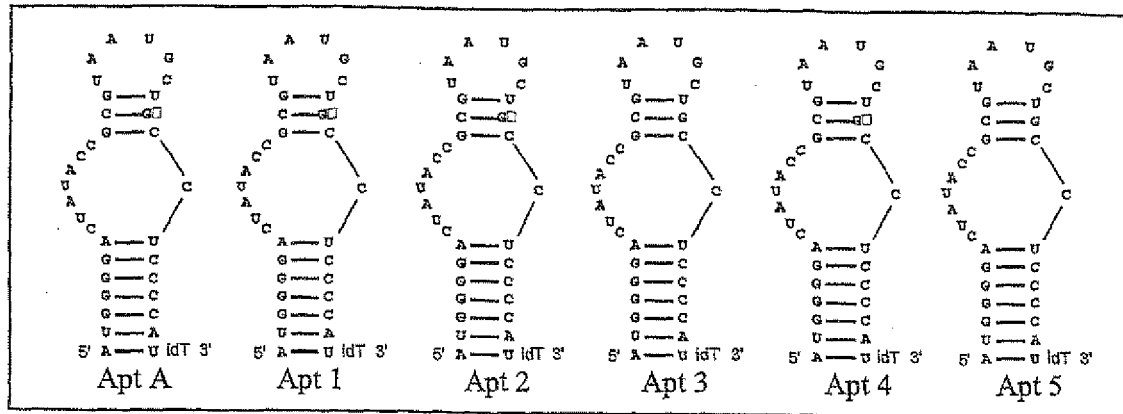 A U
A G
U C
G U
C G□
G C
C
C
A C
U
A
U
C
A U
G C
G C
G C
G C
U A
5' A U idT 3'
Apt A
A U
A G
U C
G U
C G□
G C
C
C
A C
U
A
U
C
A U
G C
G C
G C
G C
U A
5' A U idT 3'
Apt 1
A U
A G
U C
G U
C G□
G C
C
C
A C
U
A
U
C
A U
G C
G C
G C
G C
U A
5' A U idT 3'
Apt 2
A U
A G
U C
G U
C G
G C
C
C
A C
U
A
U
C
A U
G C
G C
G C
G C
U A
5' A U idT 3'
Apt 3
A U
A G
U C
G U
C G□
G C
C
C
A C
U
A
U
C
A U
G C
G C
G C
G C
U A
5' A U idT 3'
Apt 4
A U
A G
U C
G U
C G
G C
C
C
A C
U
A
U
C
A U
G C
G C
G C
G C
U A
5' A U idT 3'
Apt 5